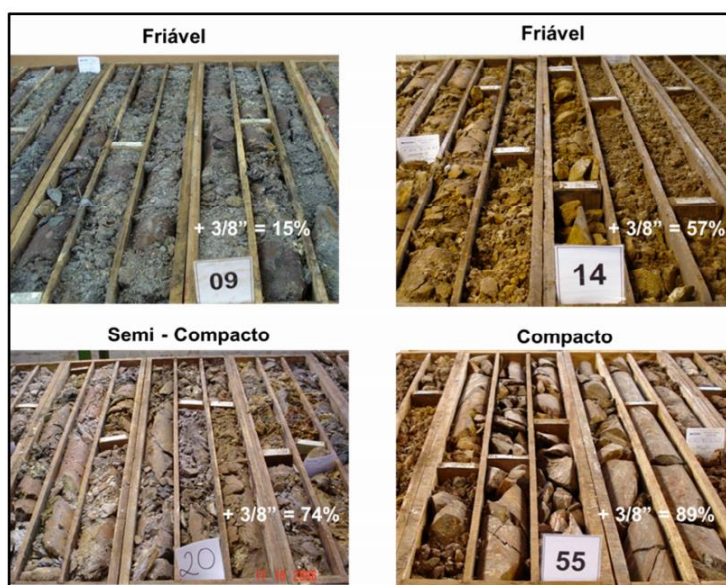 Friável
+ 3/8” = 15%
09
Friável
+ 3/8” = 57%
14
Semi - Compacto
+ 3/8” = 74%
20
Compacto
+ 3/8” = 89%
55